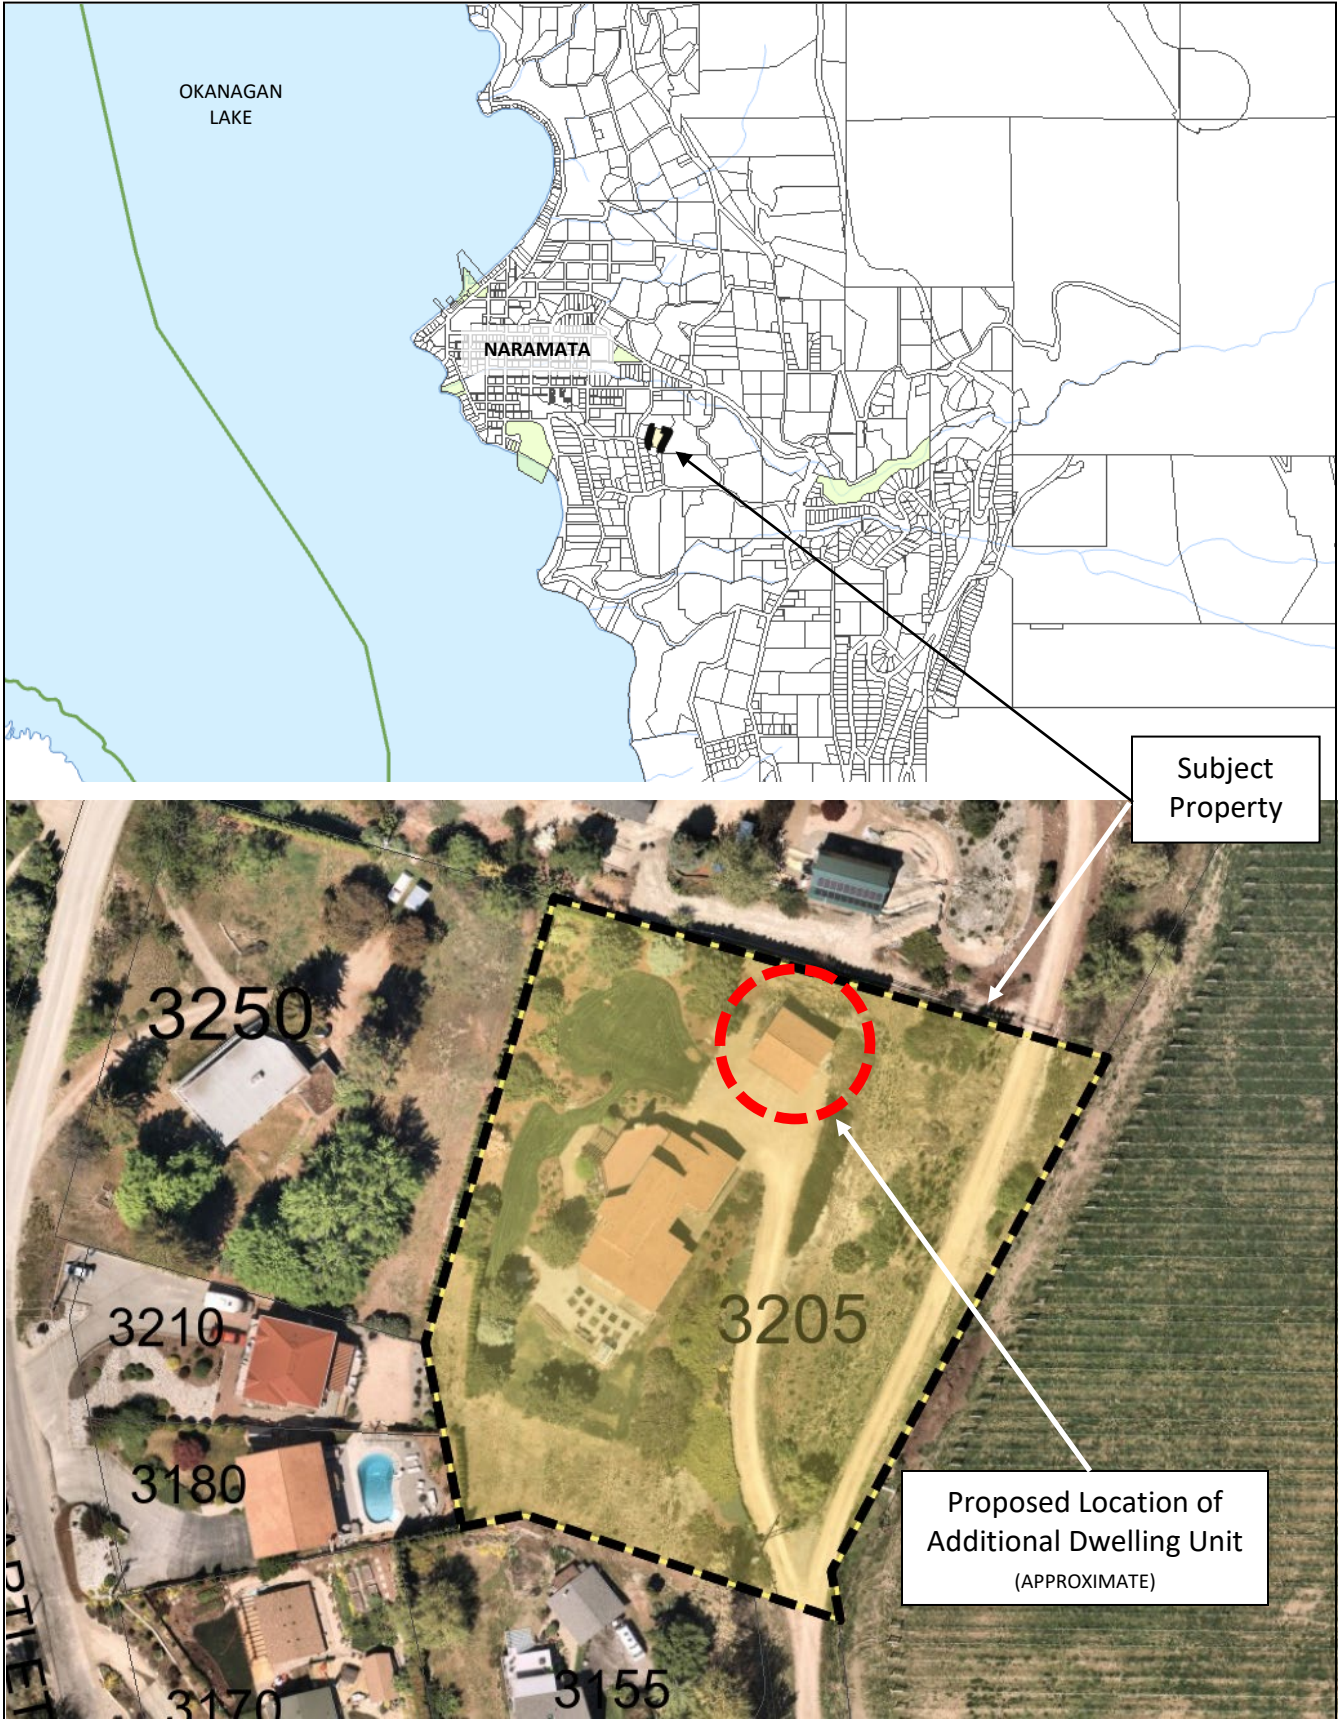 OKANAGAN
LAKE
NARAMATA
Subject
Property
3250
3210
3205
3180
Proposed Location of
Additional Dwelling Unit
(APPROXIMATE)
3170
3155